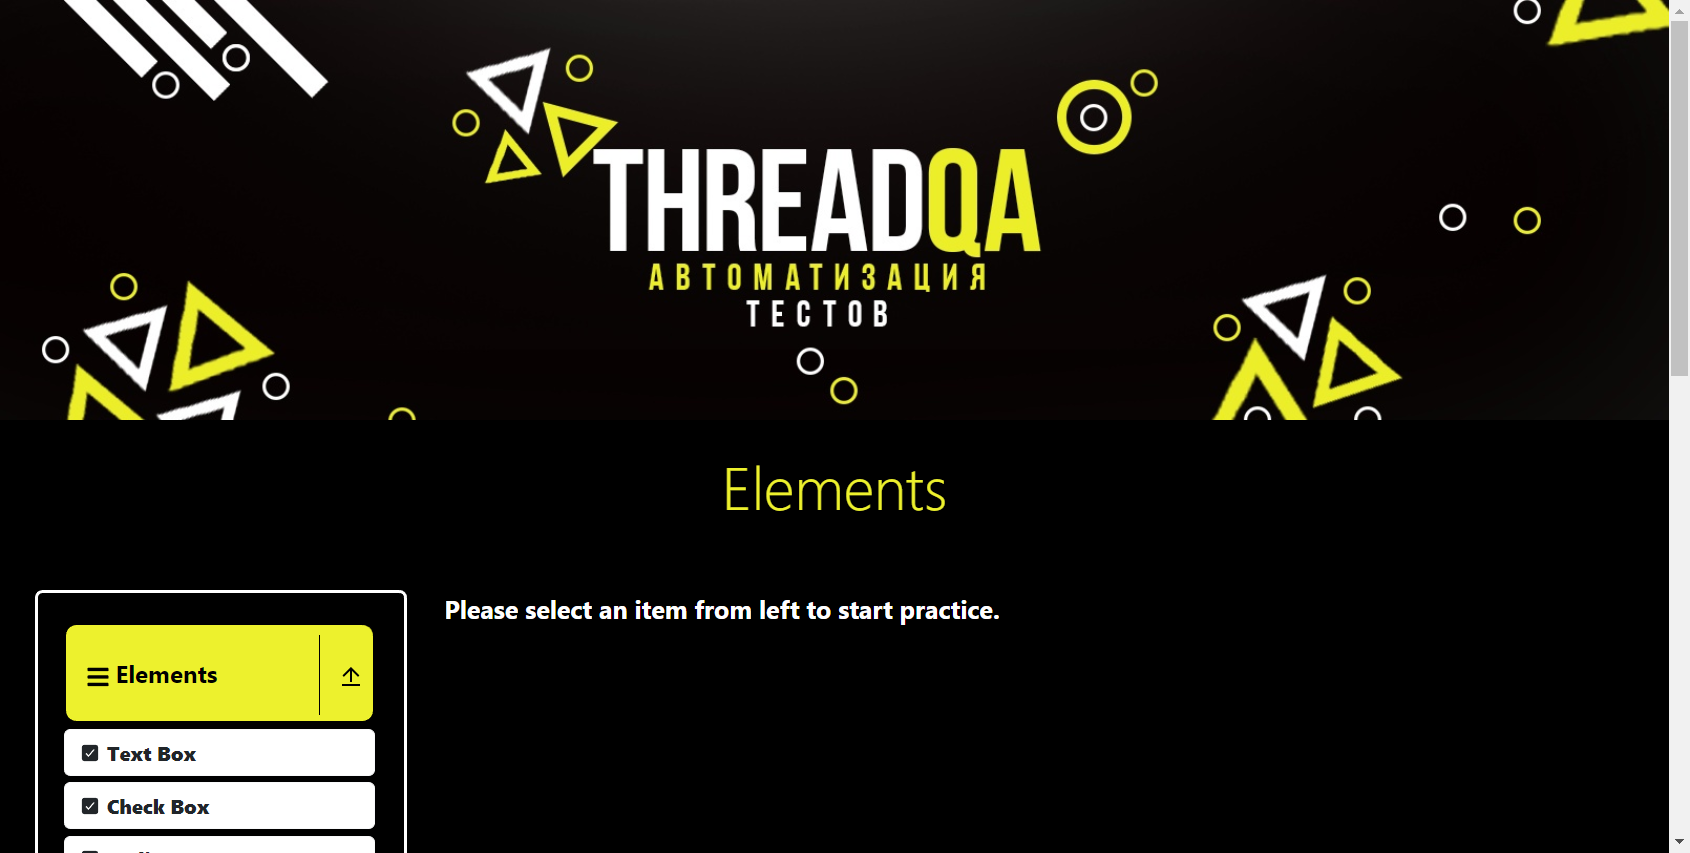 THREADQA
АВТОМАТИЗАЦИЯ
ТЕСТОВ
Elements
Please select an item from left to start practice.
Elements
Text Box
Check Box